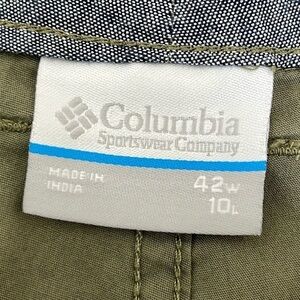 Columbia
Sportswear Company
MADE IN
INDIA
42W
10L